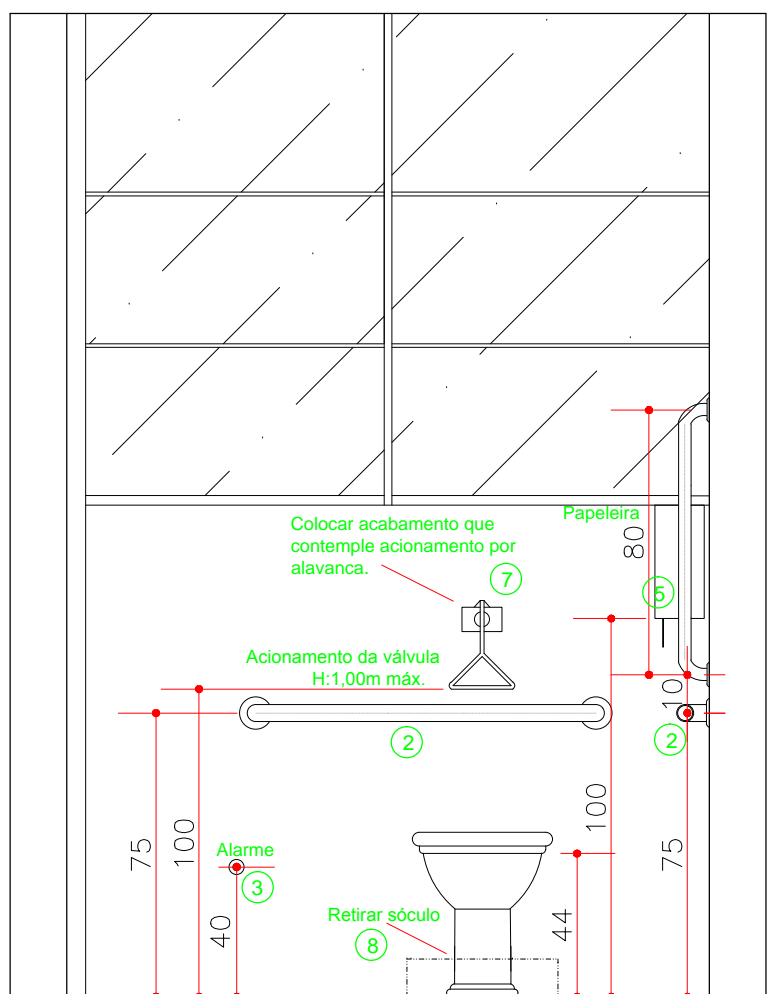 Papeleira
Colocar acabamento que
contemple acionamento por
alavanca.
7
80
5
Acionamento da válvula
H:1,00m máx.
10
2
2
75
100
100
75
Alarme
3
40
Retirar sóculo
8
44